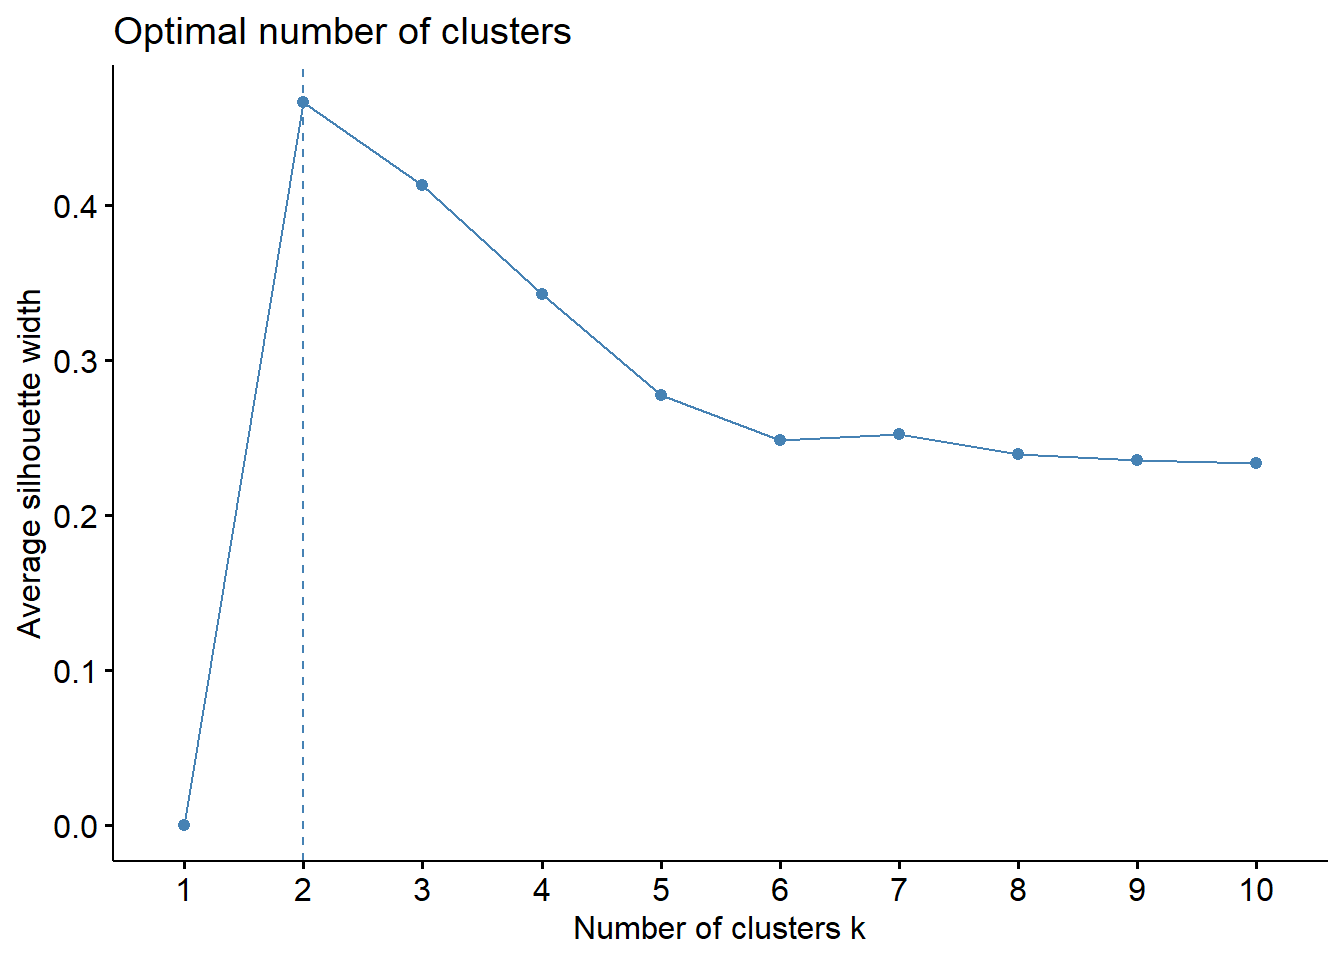 Optimal number of clusters
Average silhouette width
0.4
0.3
0.2
0.1
0.0
1 2 3 4 5 6 7 8 9 10
Number of clusters k